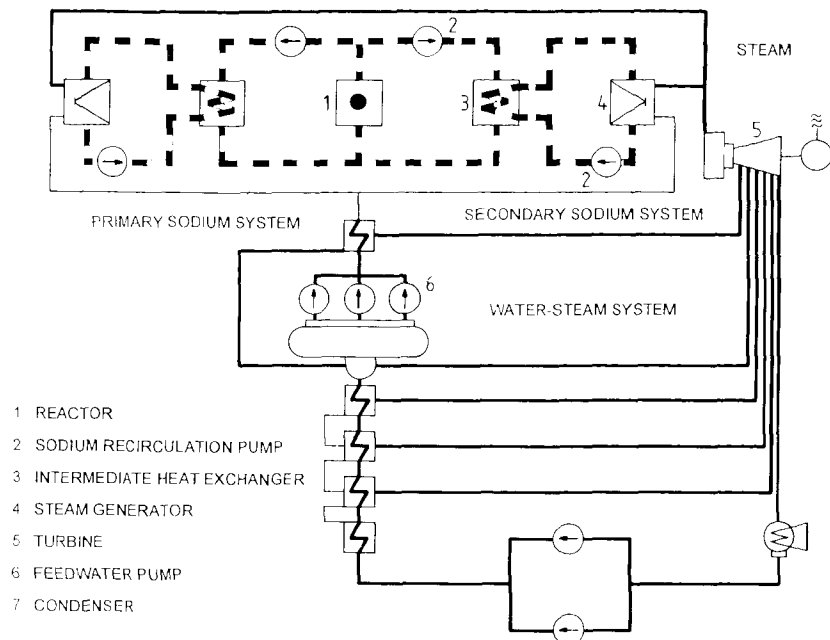 2
STEAM
1
3
4
5
2
PRIMARY SODIUM SYSTEM
SECONDARY SODIUM SYSTEM
6
WATER-STEAM SYSTEM
1 REACTOR
2 SODIUM RECIRCULATION PUMP
3 INTERMEDIATE HEAT EXCHANGER
4 STEAM GENERATOR
5 TURBINE
6 FEEDWATER PUMP
7 CONDENSER